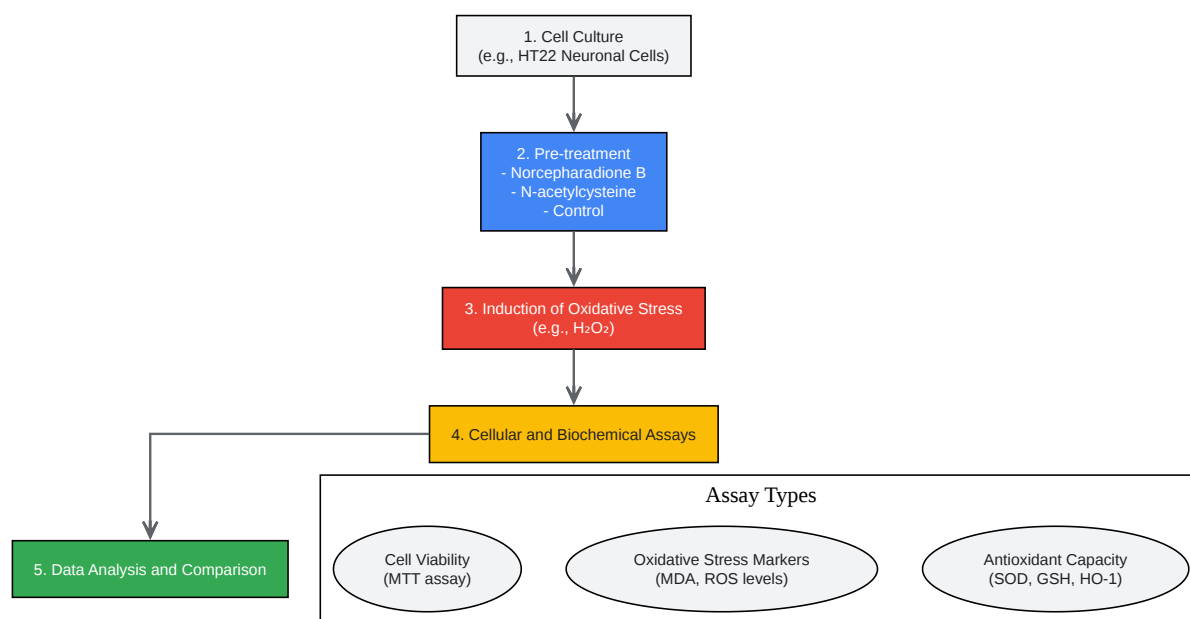 1. Cell Culture
(e.g., HT22 Neuronal Cells)
2. Pre-treatment
- Norcepharadione B
- N-acetylcysteine
- Control
3. Induction of Oxidative Stress
(e.g., H₂O₂)
4. Cellular and Biochemical Assays
Assay Types
5. Data Analysis and Comparison
Cell Viability
(MTT assay)
Oxidative Stress Markers
(MDA, ROS levels)
Antioxidant Capacity
(SOD, GSH, HO-1)